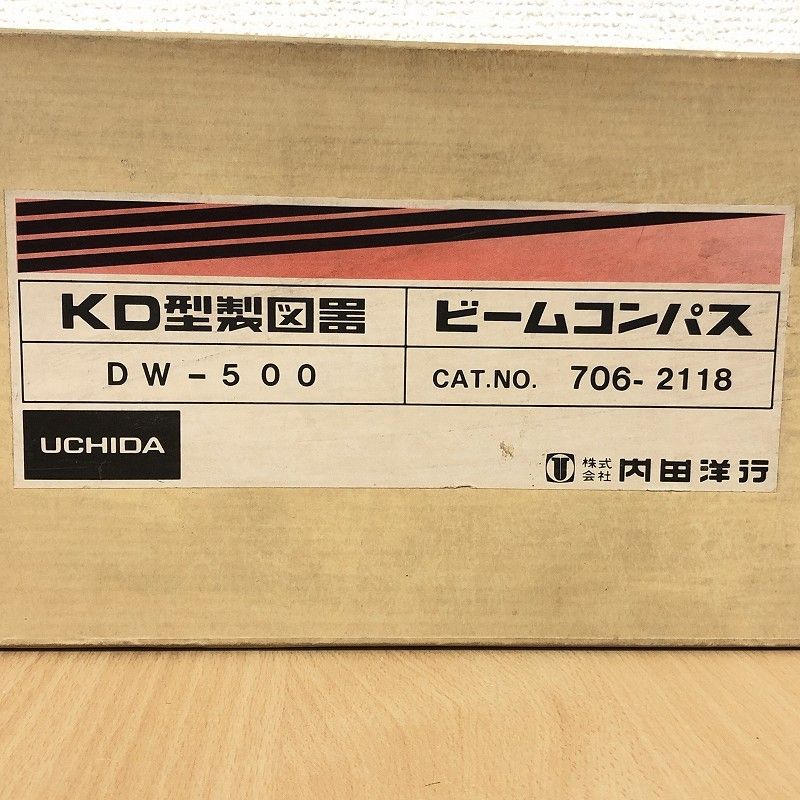 KD型製図器
ビームコンパス
DW-500
CAT.NO. 706-2118
UCHIDA
株式会社 内田洋行